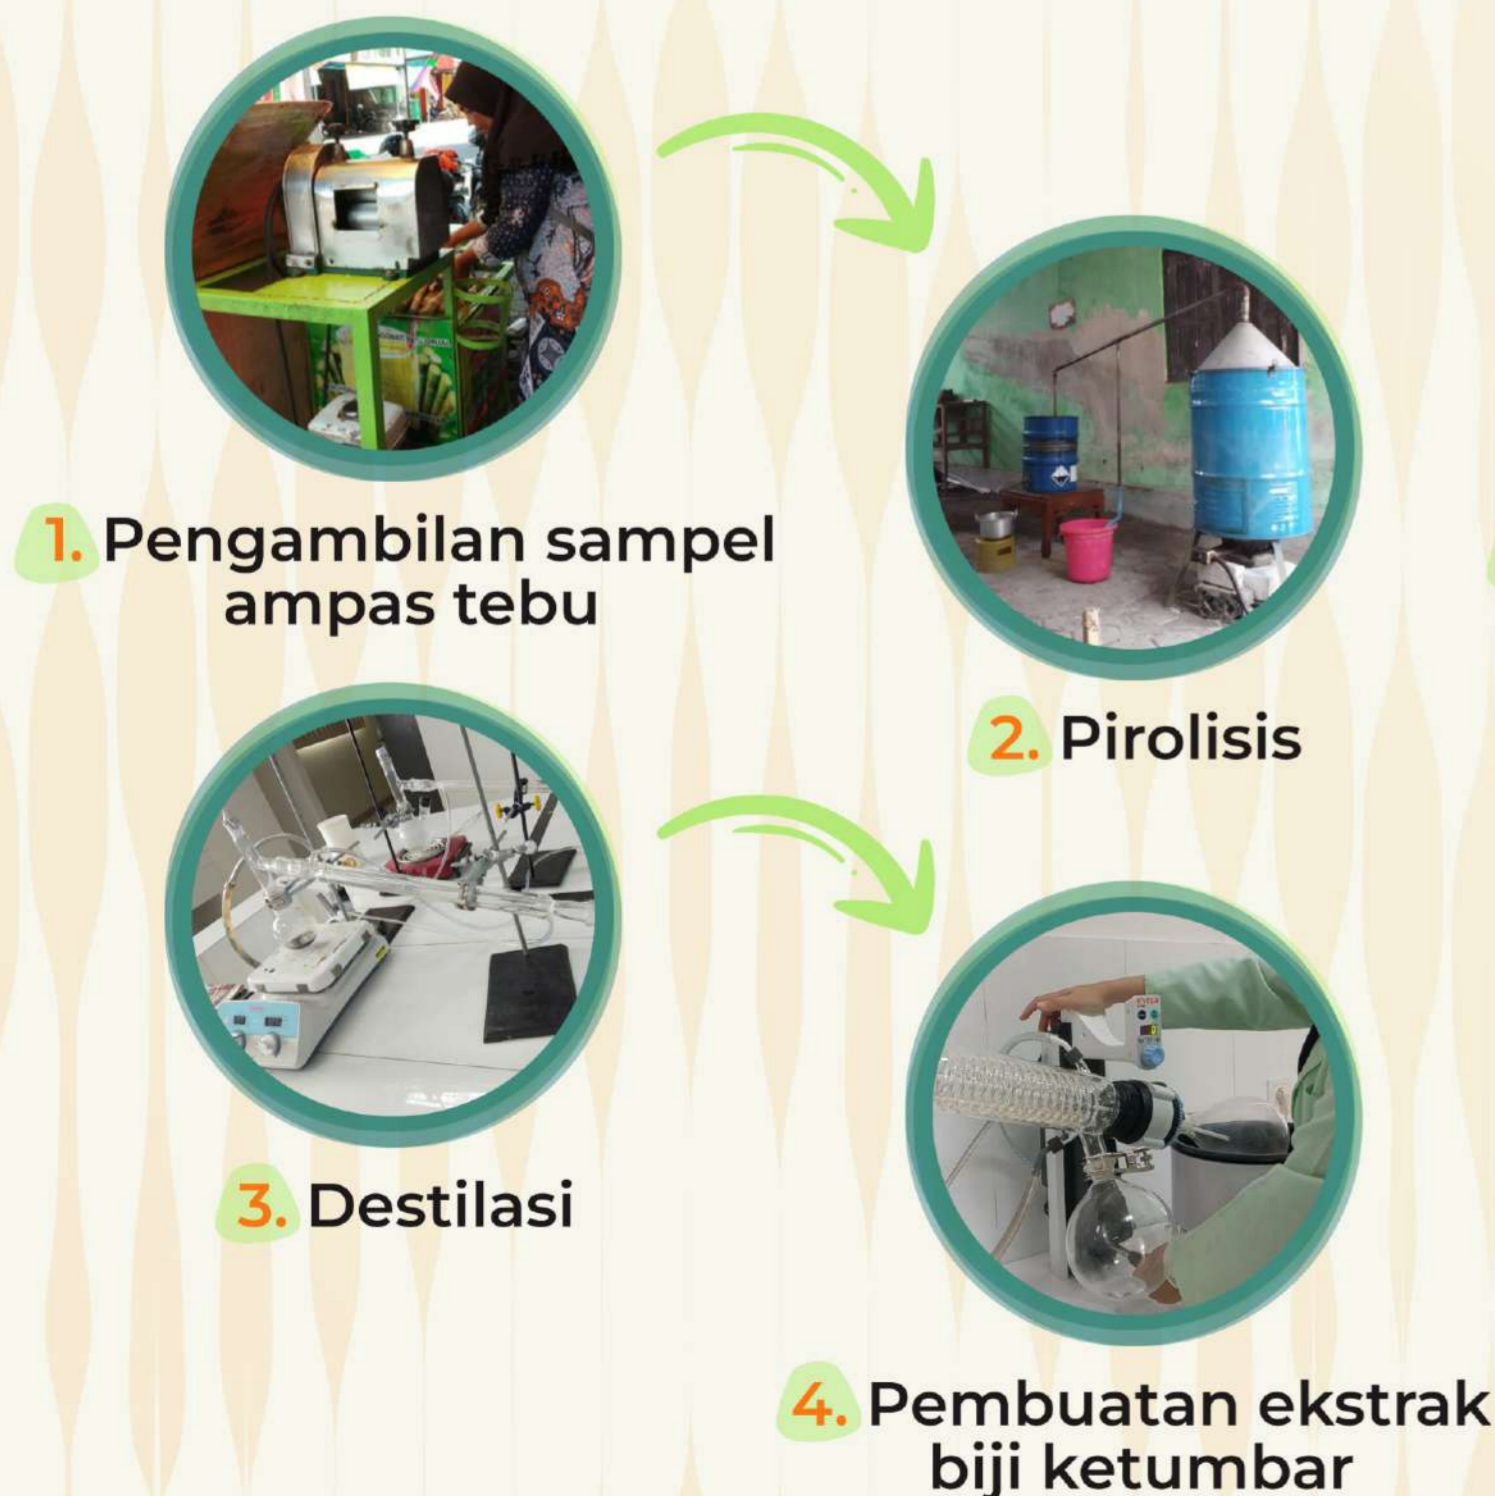 1. Pengambilan sampel
ampas tebu
2. Pirolisis
3. Destilasi
4. Pembuatan ekstrak
biji ketumbar